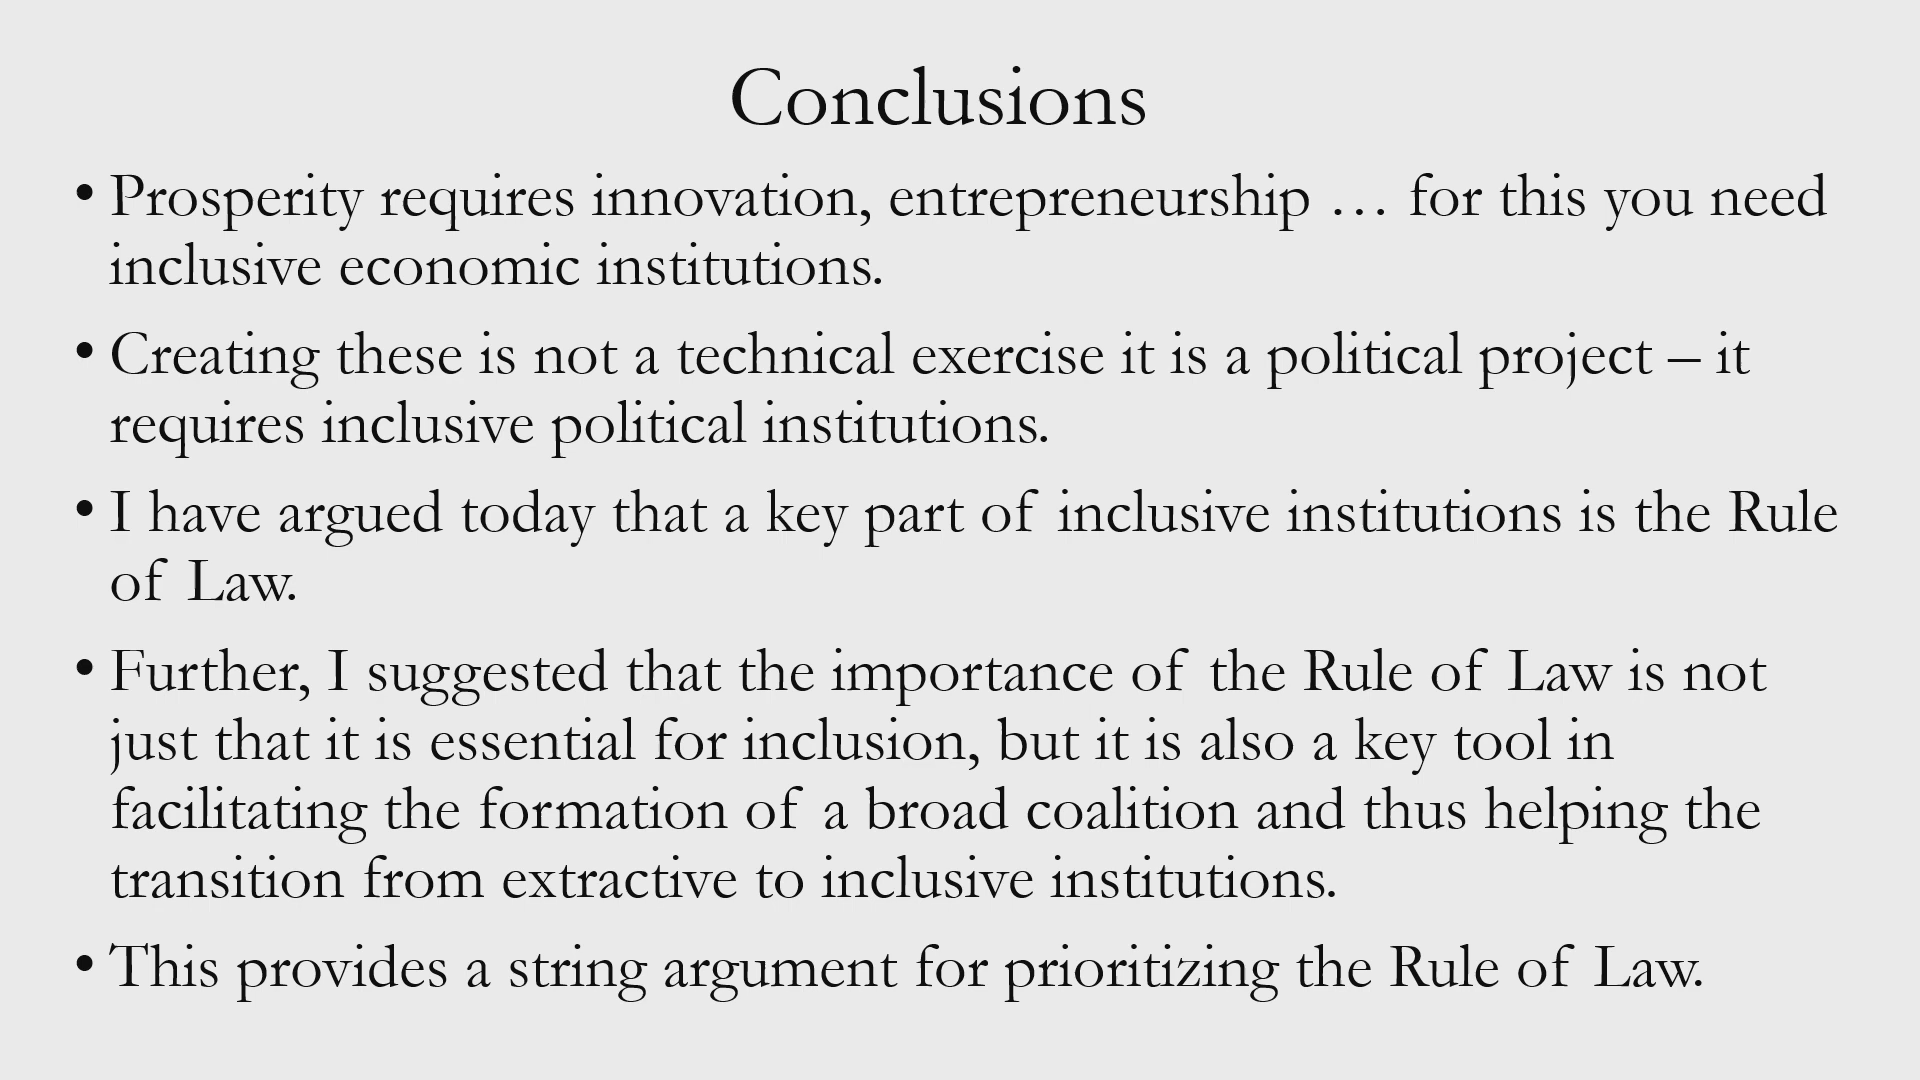 Conclusions
• Prosperity requires innovation, entrepreneurship … for this you need
inclusive economic institutions.
• Creating these is not a technical exercise it is a political project – it
requires inclusive political institutions.
• I have argued today that a key part of inclusive institutions is the Rule
of Law.
• Further, I suggested that the importance of the Rule of Law is not
just that it is essential for inclusion, but it is also a key tool in
facilitating the formation of a broad coalition and thus helping the
transition from extractive to inclusive institutions.
• This provides a string argument for prioritizing the Rule of Law.